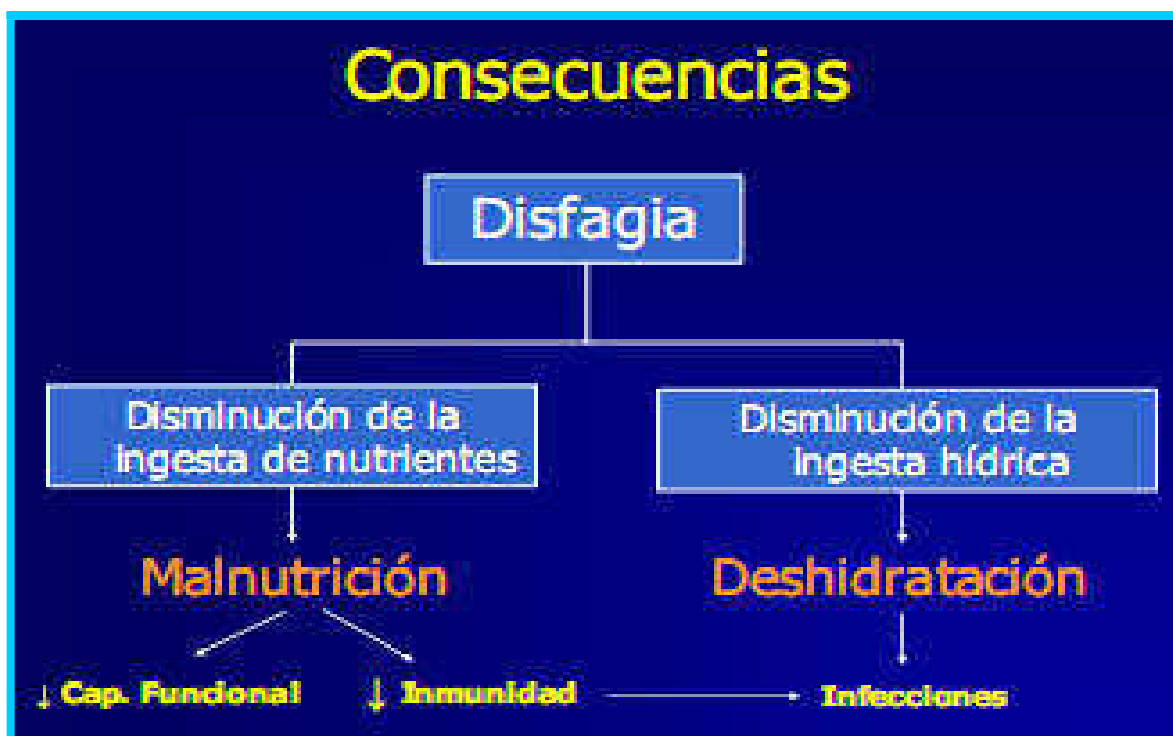 Consecuencias
Disfagia
Disminución de la
ingesta de nutrientes
Disminución de la
ingesta hídrica
Malnutrición
Deshidratación
↓ Cap. Funcional
↓ Inmunidad
Infecciones